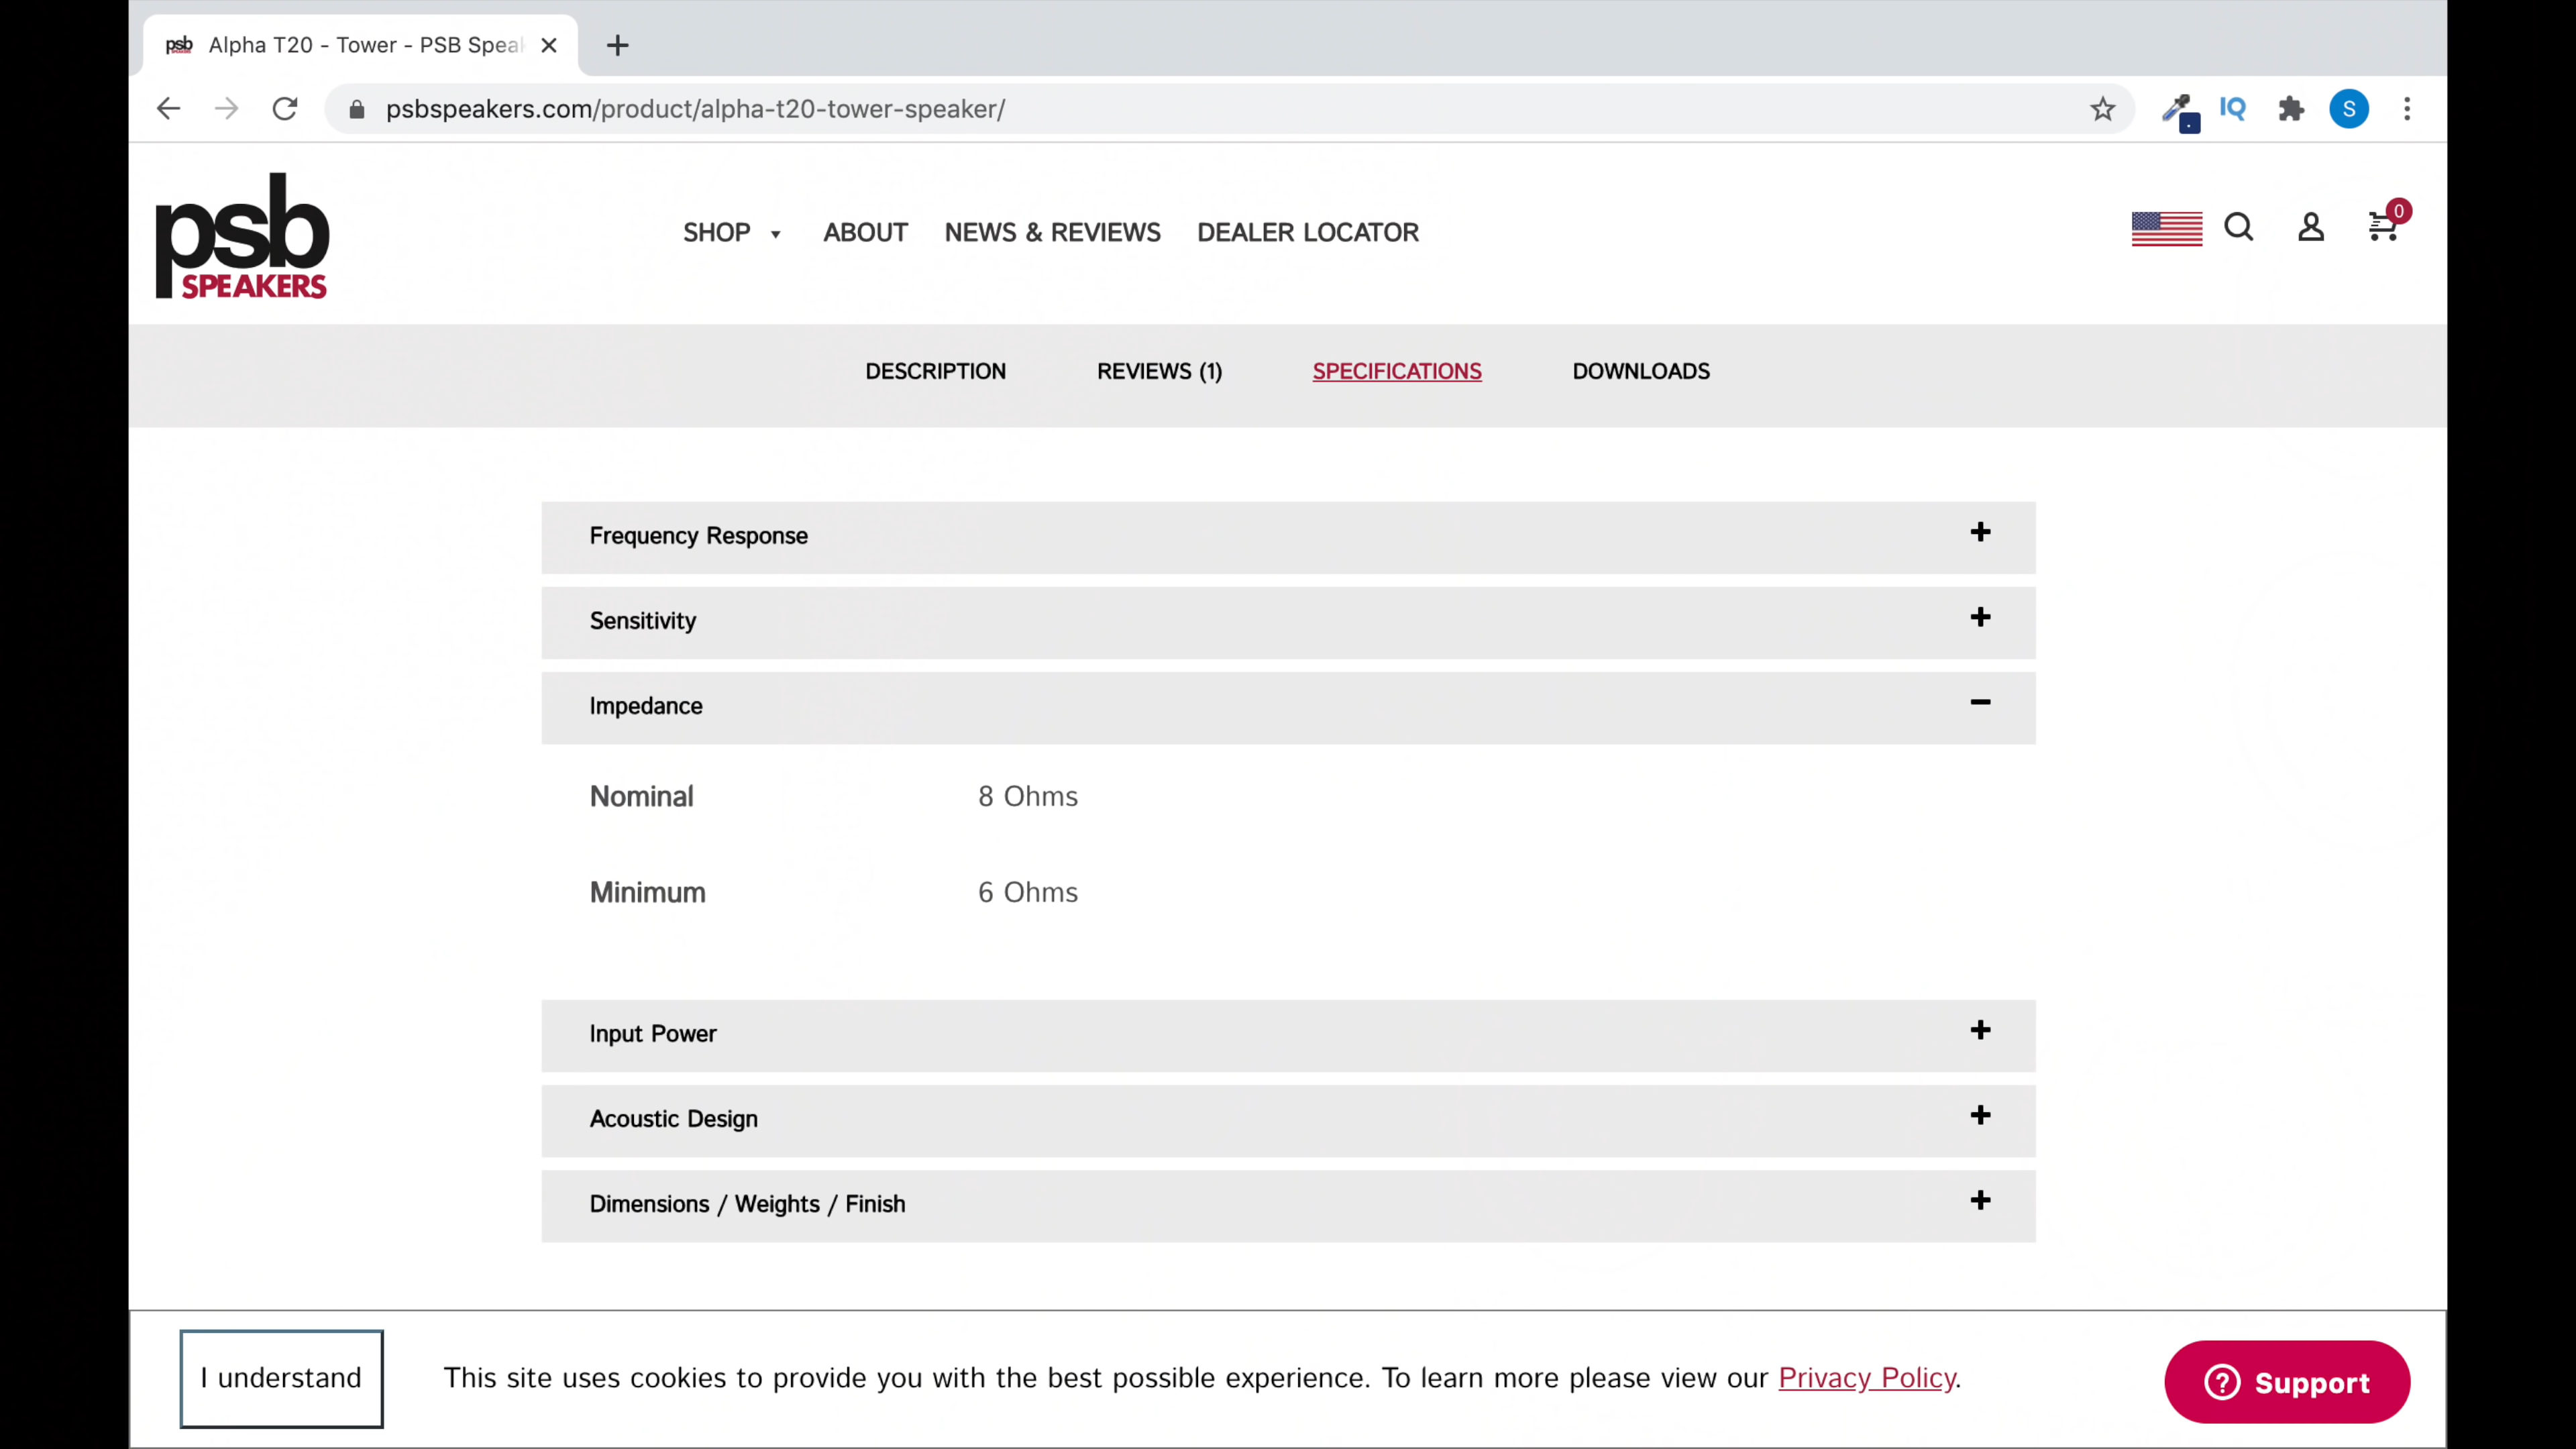 psb Alpha T20 - Tower - PSB Speak
psbspeakers.com/product/alpha-t20-tower-speaker/
IQ
S
psb
SPEAKERS
SHOP ABOUT NEWS & REVIEWS DEALER LOCATOR
0
DESCRIPTION REVIEWS (1) SPECIFICATIONS DOWNLOADS
Frequency Response
Sensitivity
Impedance
Nominal 8 Ohms
Minimum 6 Ohms
Input Power
Acoustic Design
Dimensions / Weights / Finish
I understand
This site uses cookies to provide you with the best possible experience. To learn more please view our Privacy Policy.
Support